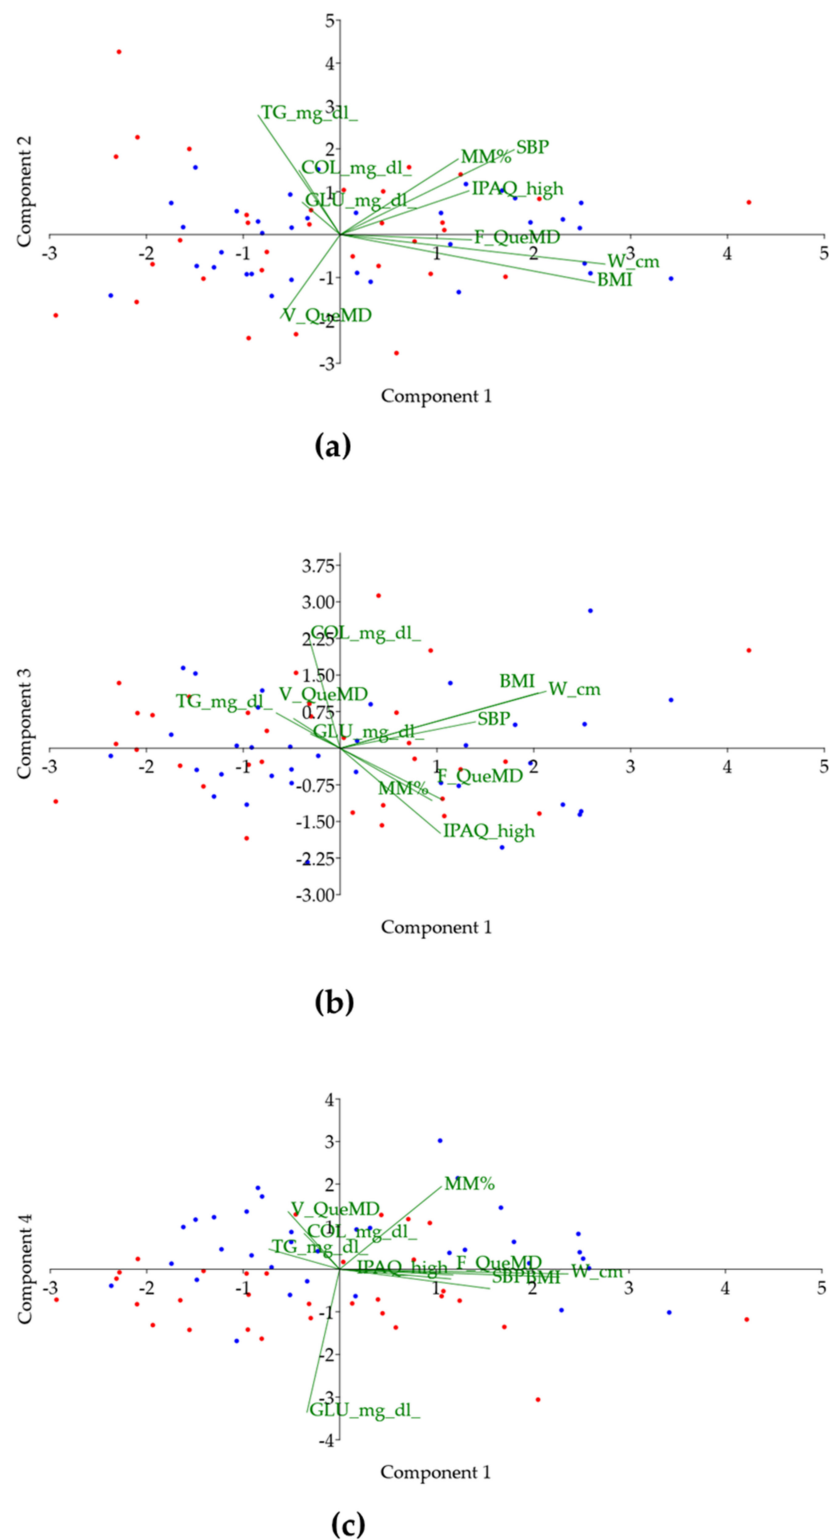 5
4
3
TG_mg_dl_
2
SBP
MM%
COL_mg_dl_
1
IPAQ_high
GLU_mg_dl_
F_QueMD
-3 -2 -1 1 2 3 4 5
W_cm
-1
BMI
V_QueMD
-2
-3
Component 2
Component 1
(a)
3.75
3.00
COL_mg_dl_
2.25
1.50
BMI
W_cm
V_QueMD
TG_mg_dl_
0.75
SBP
GLU_mg_dl_
-3 -2 -1 1 2 3 4 5
F_QueMD
-0.75
MM%
-1.50
IPAQ_high
-2.25
-3.00
Component 3
Component 1
(b)
4
3
2
MM%
V_QueMD
1
COL_mg_dl_
TG_mg_dl_
F_QueMD
IPAQ_high
W_cm
SBP
BMI
-3 -2 -1 1 2 3 4 5
-1
-2
-3
GLU_mg_dl_
-4
Component 4
Component 1
(c)